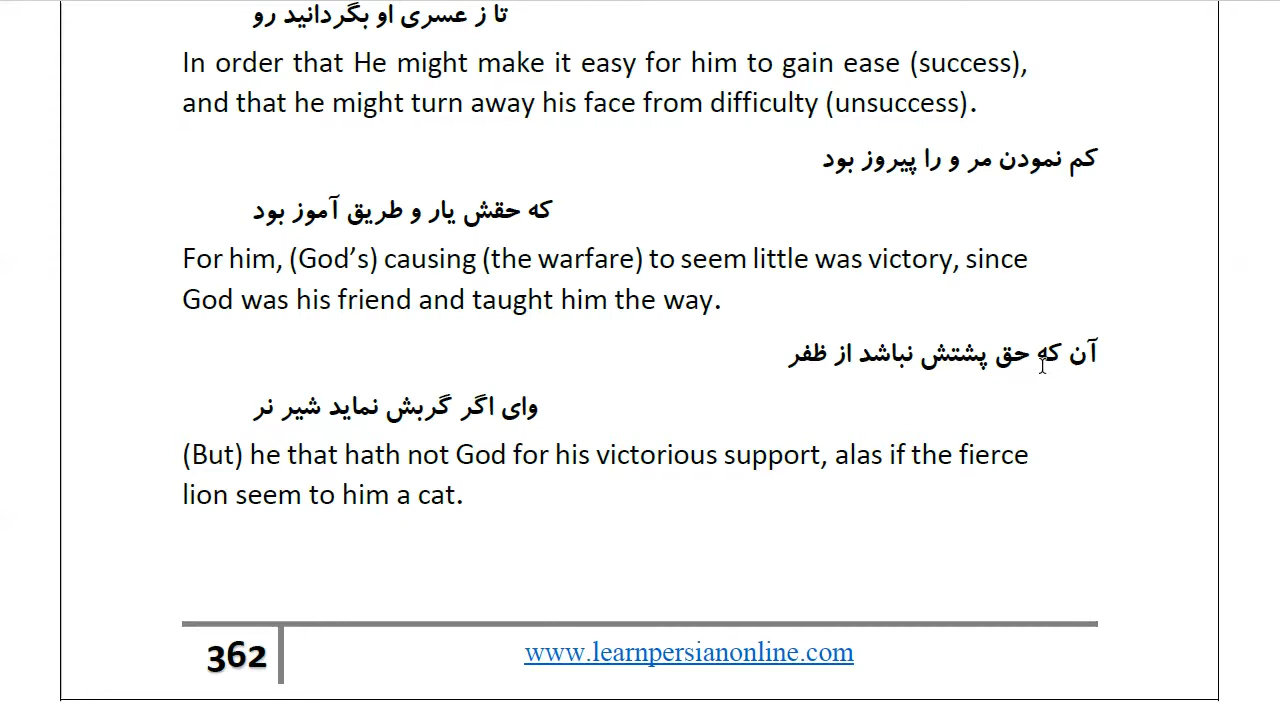 تا ز عسری او بگردانید رو
In order that He might make it easy for him to gain ease (success),
and that he might turn away his face from difficulty (unsuccess).
کم نمودن مر و را پیروز بود
که حقش یار و طریق آموز بود
For him, (God’s) causing (the warfare) to seem little was victory, since
God was his friend and taught him the way.
آن که حق پشتش نباشد از ظفر
وای اگر گربش نماید شیر نر
(But) he that hath not God for his victorious support, alas if the fierce
lion seem to him a cat.
362
www.learnpersianonline.com